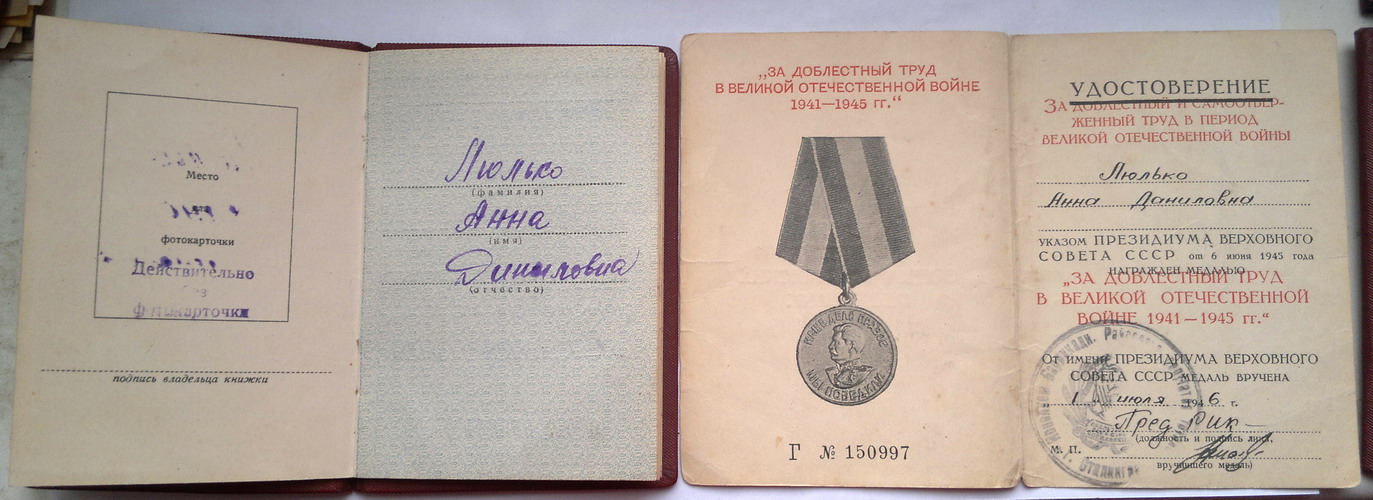 Место
для
фотокарточки
Действительно
без
фотокарточки
подпись владельца книжки
Люлько
(фамилия)
Анна
(имя)
Даниловна
(отчество)
„ЗА ДОБЛЕСТНЫЙ ТРУД
В ВЕЛИКОЙ ОТЕЧЕСТВЕННОЙ ВОЙНЕ
1941—1945 гг.“
НАШЕ ДЕЛО ПРАВОЕ
МЫ ПОБЕДИЛИ
Г № 150997
УДОСТОВЕРЕНИЕ
ЗА ДОБЛЕСТНЫЙ И САМООТВЕР-
ЖЕННЫЙ ТРУД В ПЕРИОД
ВЕЛИКОЙ ОТЕЧЕСТВЕННОЙ ВОЙНЫ
Люлько
Анна Даниловна
УКАЗОМ ПРЕЗИДИУМА ВЕРХОВНОГО
СОВЕТА СССР от 6 июня 1945 года
НАГРАЖДЕН МЕДАЛЬЮ
„ЗА ДОБЛЕСТНЫЙ ТРУД
В ВЕЛИКОЙ ОТЕЧЕСТВЕННОЙ
ВОЙНЕ 1941—1945 гг.“
От имени ПРЕЗИДИУМА ВЕРХОВНОГО
СОВЕТА СССР МЕДАЛЬ ВРУЧЕНА
„1" июля 1946 г.
Пред Рик
(должность и подпись лица,
М. П.
вручившего медаль)